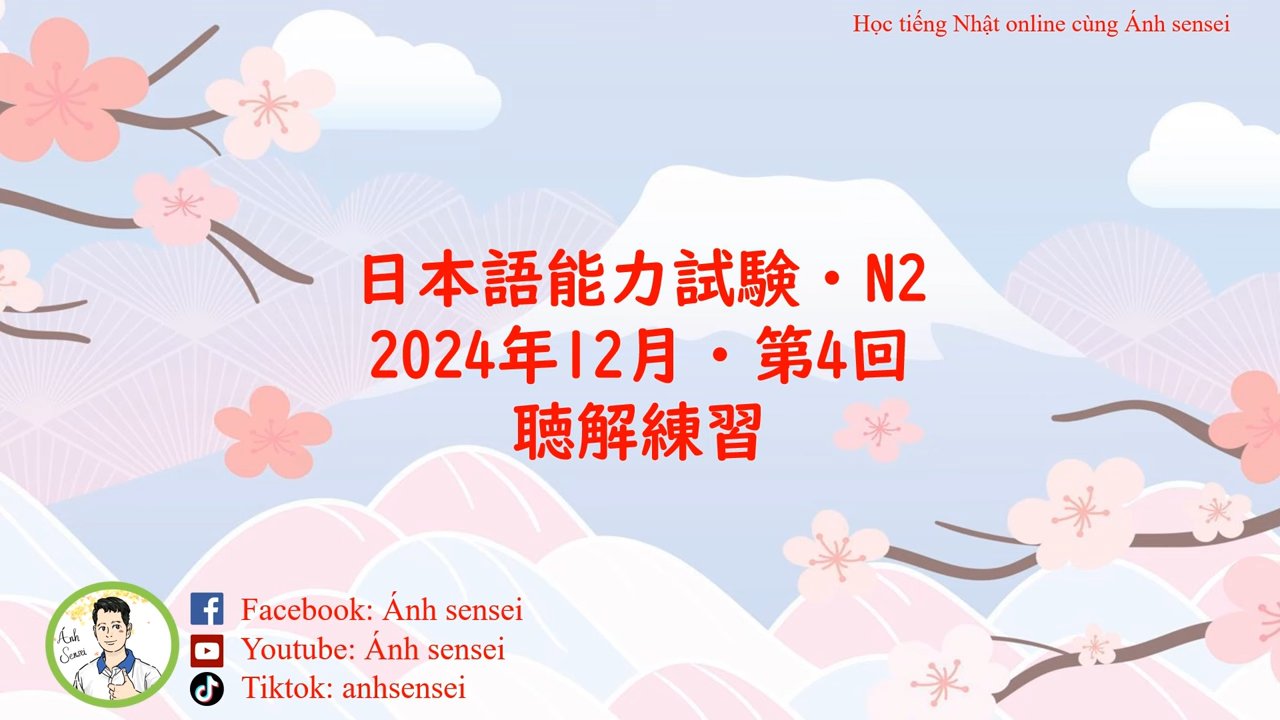 Học tiếng Nhật online cùng Ánh sensei
日本語能力試験・N2
2024年12月・第4回
聴解練習
Ánh
Sensei
Facebook: Ánh sensei
Youtube: Ánh sensei
Tiktok: anhsensei